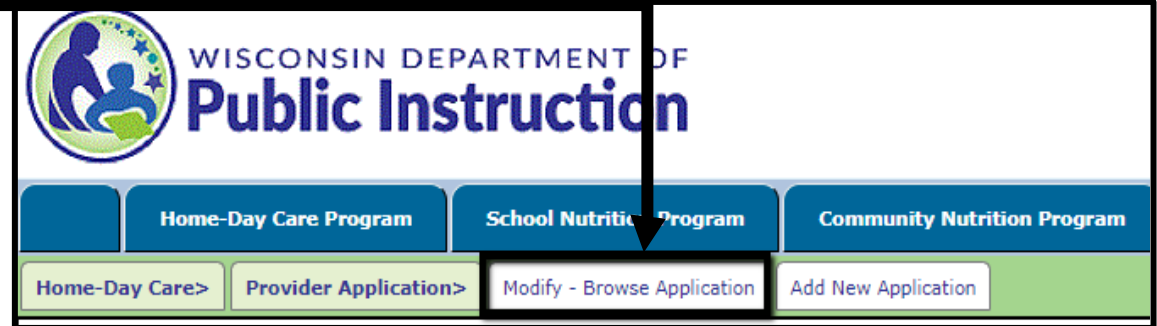 WISCONSIN DEPARTMENT OF
Public Instruction
Home-Day Care Program School Nutrition Program Community Nutrition Program
Home-Day Care> Provider Application> Modify - Browse Application Add New Application